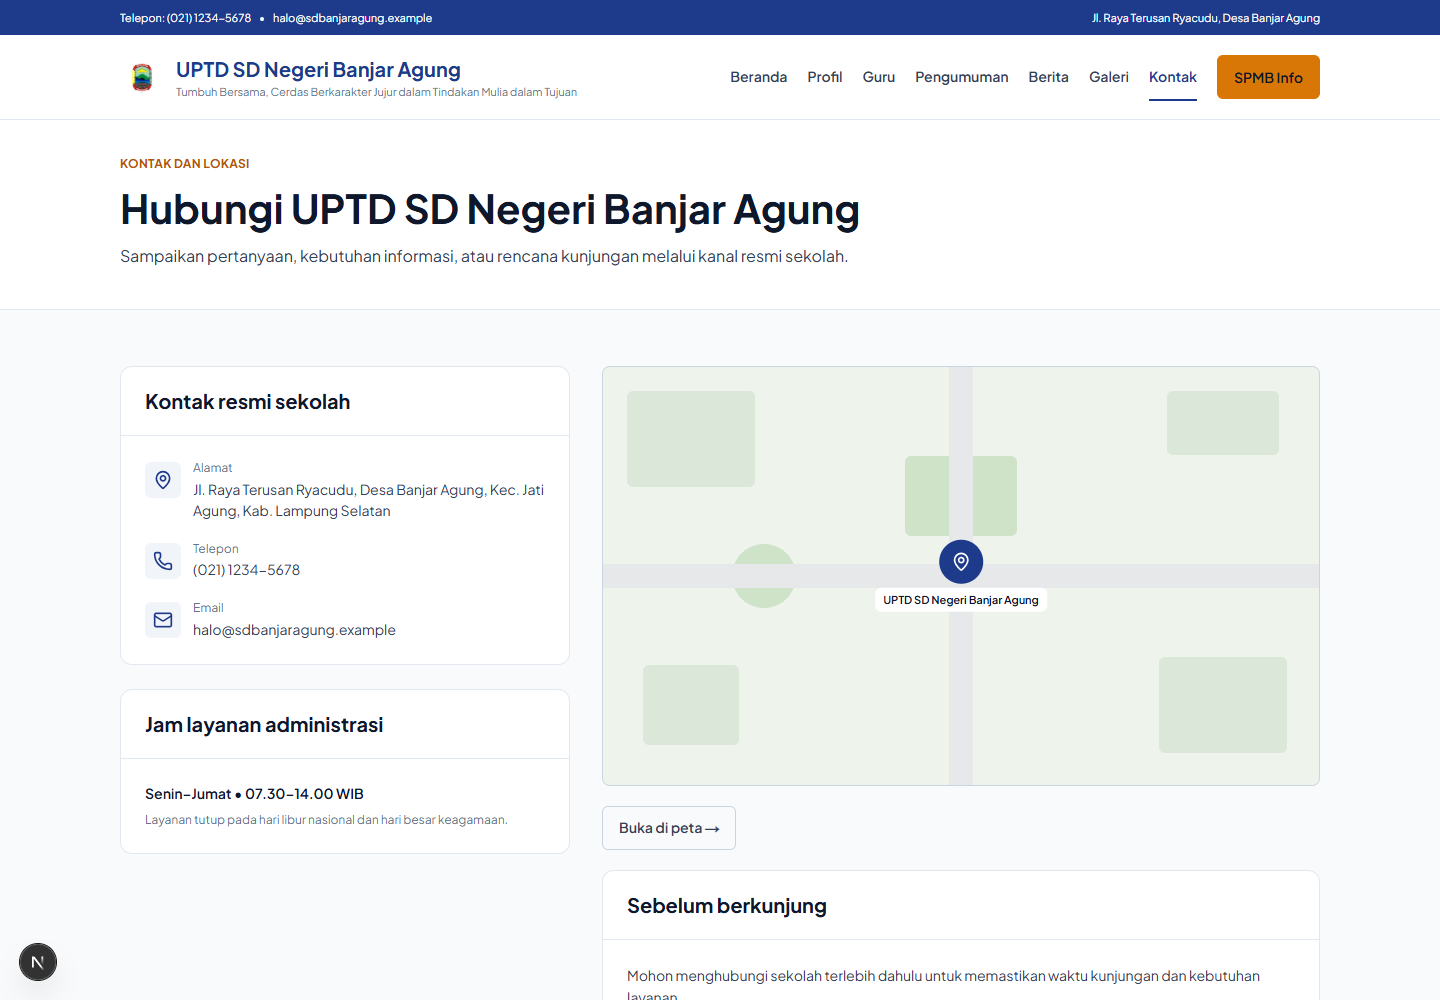 Telepon: (021) 1234-5678 • halo@sdbanjaragung.example
Jl. Raya Terusan Ryacudu, Desa Banjar Agung
UPTD SD Negeri Banjar Agung
Tumbuh Bersama, Cerdas Berkarakter Jujur dalam Tindakan Mulia dalam Tujuan
Beranda Profil Guru Pengumuman Berita Galeri Kontak SPMB Info
KONTAK DAN LOKASI
Hubungi UPTD SD Negeri Banjar Agung
Sampaikan pertanyaan, kebutuhan informasi, atau rencana kunjungan melalui kanal resmi sekolah.
Kontak resmi sekolah
Alamat
Jl. Raya Terusan Ryacudu, Desa Banjar Agung, Kec. Jati
Agung, Kab. Lampung Selatan
Telepon
(021) 1234-5678
Email
halo@sdbanjaragung.example
Jam layanan administrasi
Senin–Jumat • 07.30–14.00 WIB
Layanan tutup pada hari libur nasional dan hari besar keagamaan.
UPTD SD Negeri Banjar Agung
Buka di peta →
Sebelum berkunjung
Mohon menghubungi sekolah terlebih dahulu untuk memastikan waktu kunjungan dan kebutuhan
layanan.
N